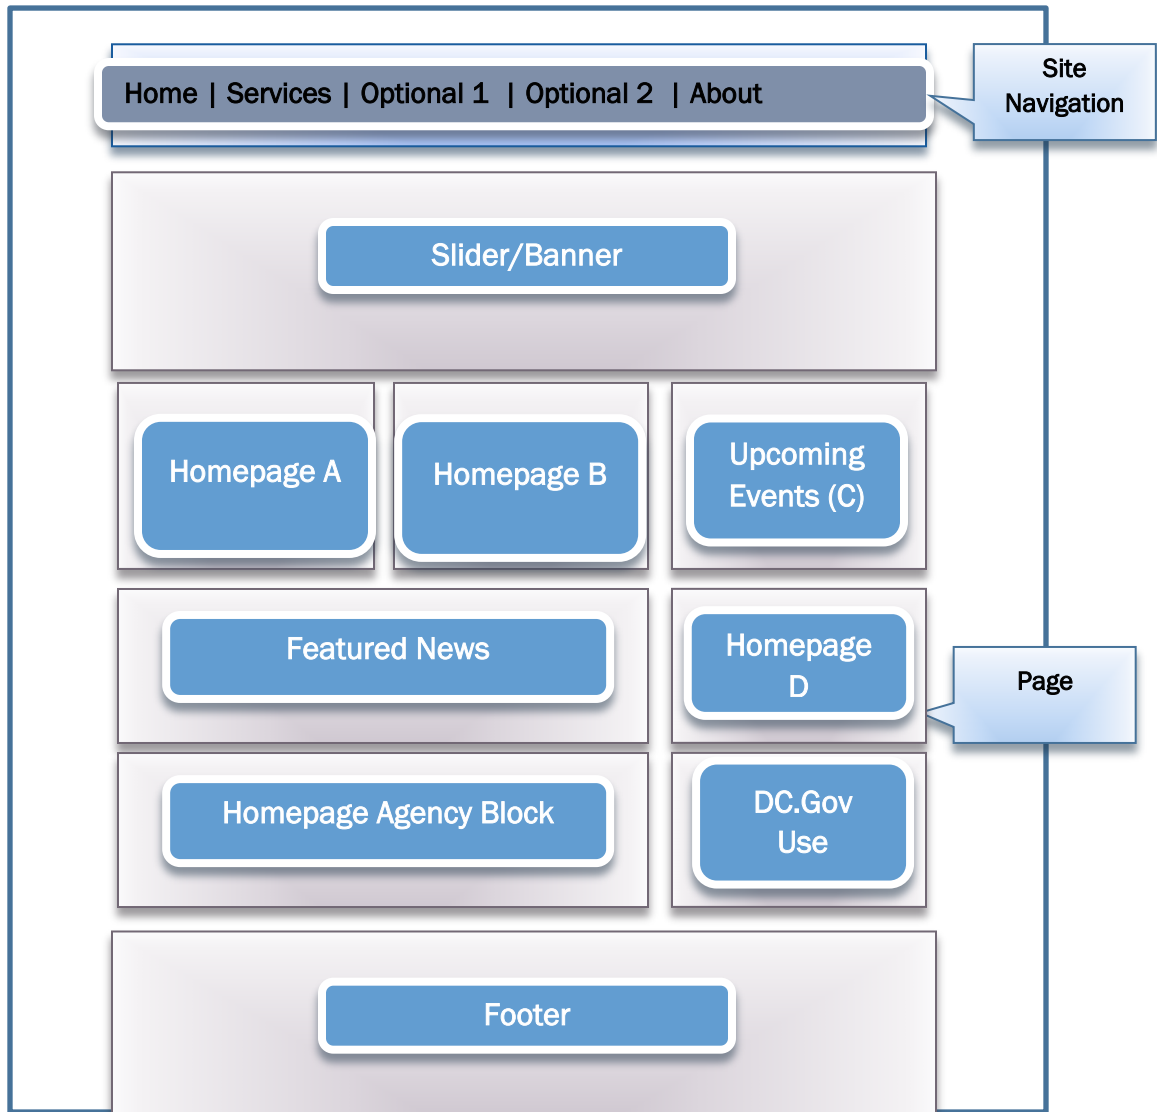 Home | Services | Optional 1 | Optional 2 | About
Site
Navigation
Slider/Banner
Homepage A
Homepage B
Upcoming
Events (C)
Featured News
Homepage
D
Page
Homepage Agency Block
DC.Gov
Use
Footer